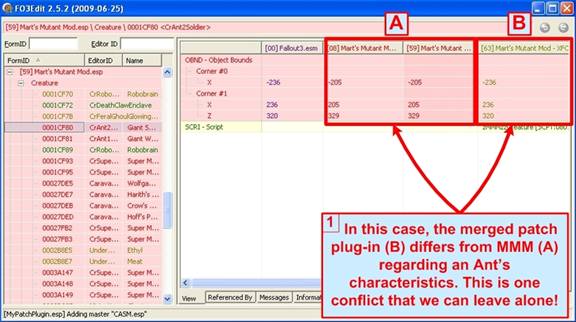 FO3Edit 2.5.2 (2009-06-25)
[59] Mart's Mutant Mod.esp \ Creature \ 0001CF80 <CrAnt2Soldier>
FormID
Editor ID
FormID EditorID Name
[59] Mart's Mutant Mod.esp
Creature
0001CF70 CrRobo... Robobrain
0001CF72 CrDeathClawEnclave
0001CF7B CrFeralGhoulGlowing...
0001CF80 CrAnt2... Giant S...
0001CF81 CrAnt1... Giant W...
0001CF89 CrRobo... Robobrain
0001CF93 CrSupe... Super M...
0001CF94 CrSupe... Super M...
0001CF95 CrSupe... Super M...
00025DE5 Carava... Wolfga...
00027DE7 Carava... Harith's...
00027DEB Carava... Crow's ...
00027DED Carava... Hoff's P...
00027FB2 CrSupe... Super M...
00027FB3 CrSupe... Super M...
0002B8E5 Under... Ethyl
0002B8E7 Under... Meat
0003A147 CrSupe... Super M...
0003A148 CrSupe... Super M...
0003A149 CrSupe... Super M...
A
B
[00] Fallout3.esm [08] Mart's Mutant M... [59] Mart's Mutant M... [63] Mart's Mutant Mod - XFC
OBND - Object Bounds
Corner #0
X -236 -205 -205 -236
Corner #1
X 236 205 205 236
Z 320 329 329 320
SCRI - Script
1 In this case, the merged patch
plug-in (B) differs from MMM (A)
regarding an Ant's
characteristics. This is one
conflict that we can leave alone!
View Referenced By Messages Informat
[MyPatchPlugin.esp] Adding master "CASM.esp"